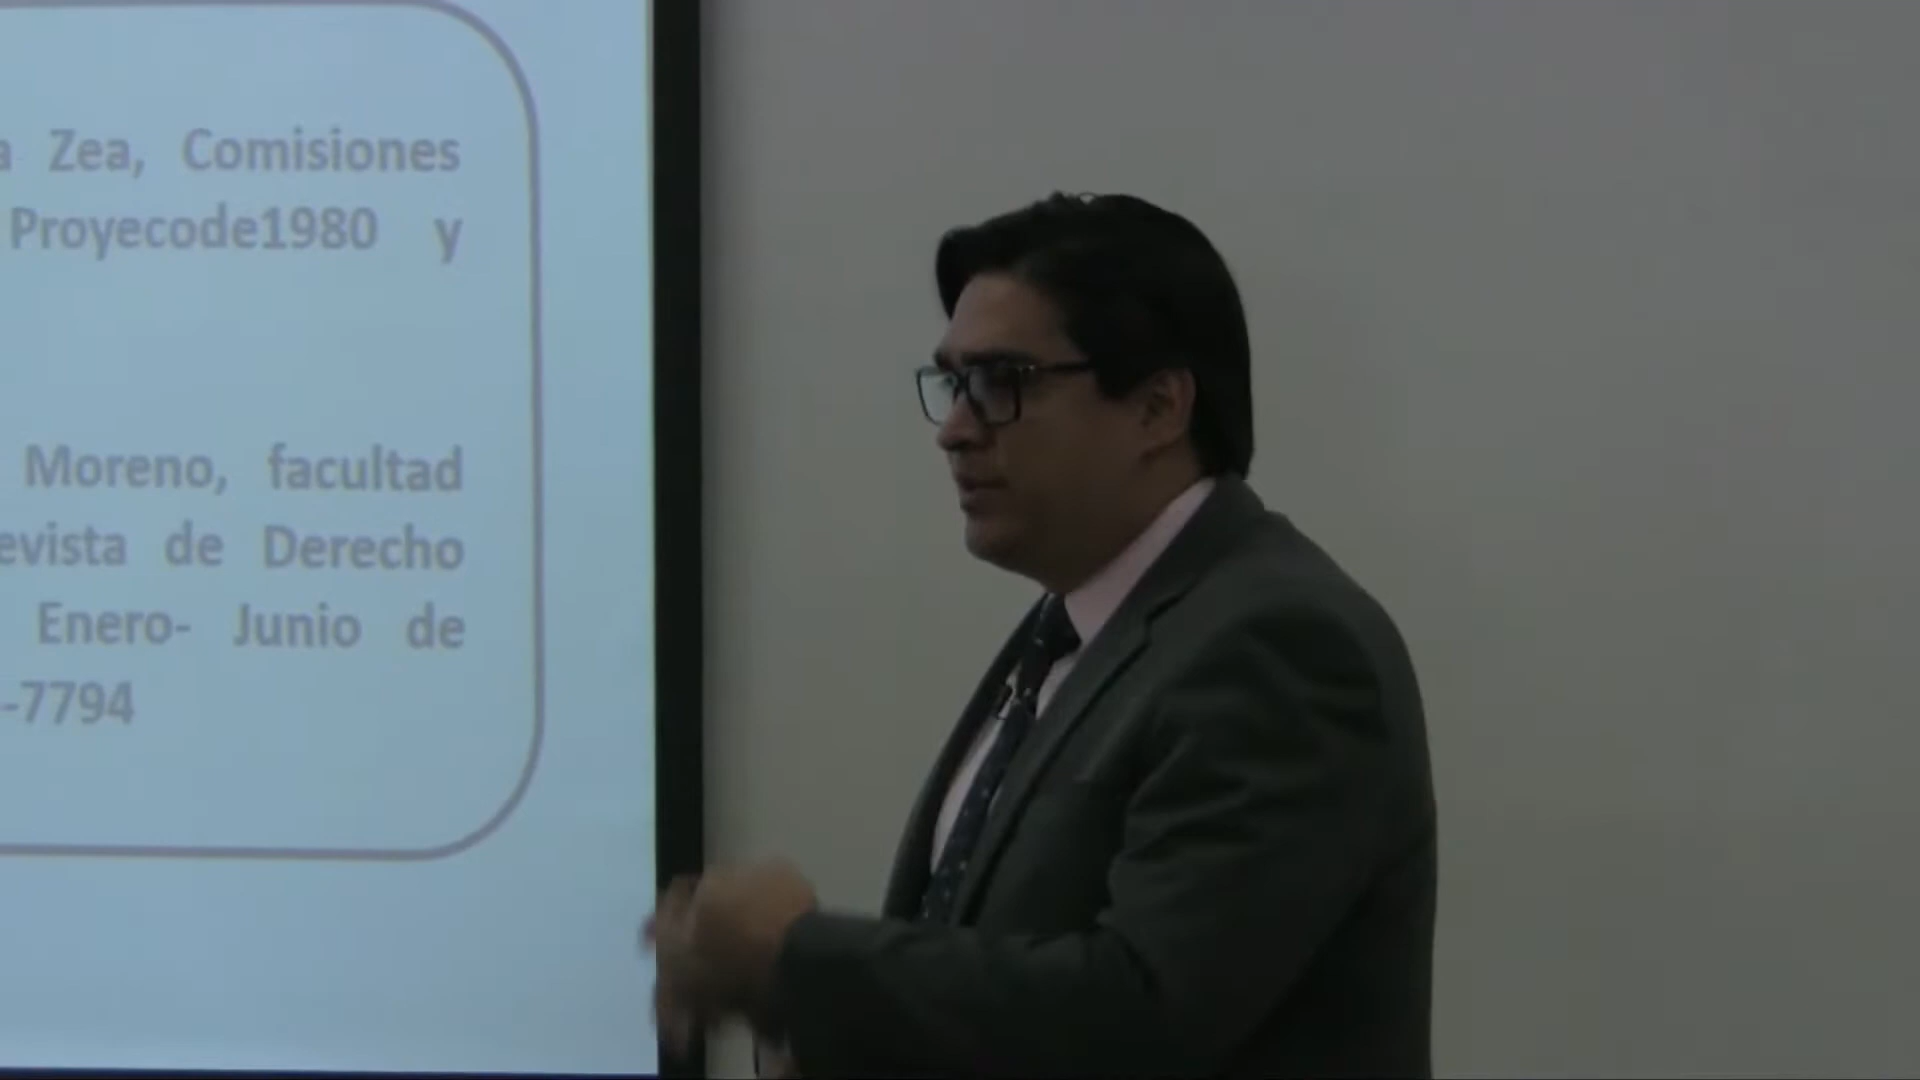 a Zea, Comisiones
Proyecode1980 y
Moreno, facultad
evista de Derecho
Enero- Junio de
-7794